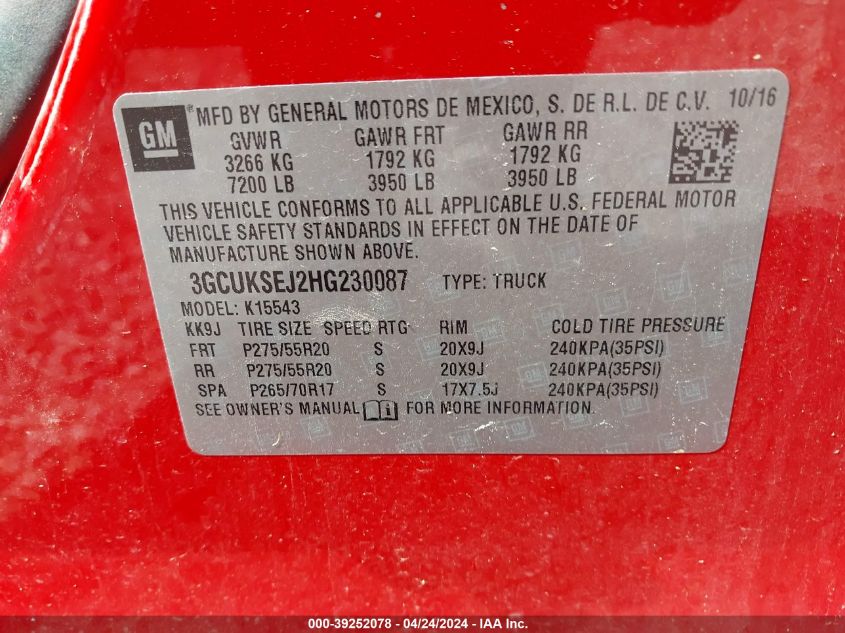 GM ® MFD BY GENERAL MOTORS DE MEXICO, S. DE R.L. DE C.V. 10/16
GVWR GAWR FRT GAWR RR
3266 KG 1792 KG 1792 KG
7200 LB 3950 LB 3950 LB
THIS VEHICLE CONFORMS TO ALL APPLICABLE U.S. FEDERAL MOTOR
VEHICLE SAFETY STANDARDS IN EFFECT ON THE DATE OF
MANUFACTURE SHOWN ABOVE.
3GCUKSEJ2HG230087 TYPE: TRUCK
MODEL: K15543
KK9J TIRE SIZE SPEED RTG RIM COLD TIRE PRESSURE
FRT P275/55R20 S 20X9J 240KPA(35PSI)
RR P275/55R20 S 20X9J 240KPA(35PSI)
SPA P265/70R17 S 17X7.5J 240KPA(35PSI)
SEE OWNER'S MANUAL FOR MORE INFORMATION.
000-39252078 - 04/24/2024 - IAA Inc.